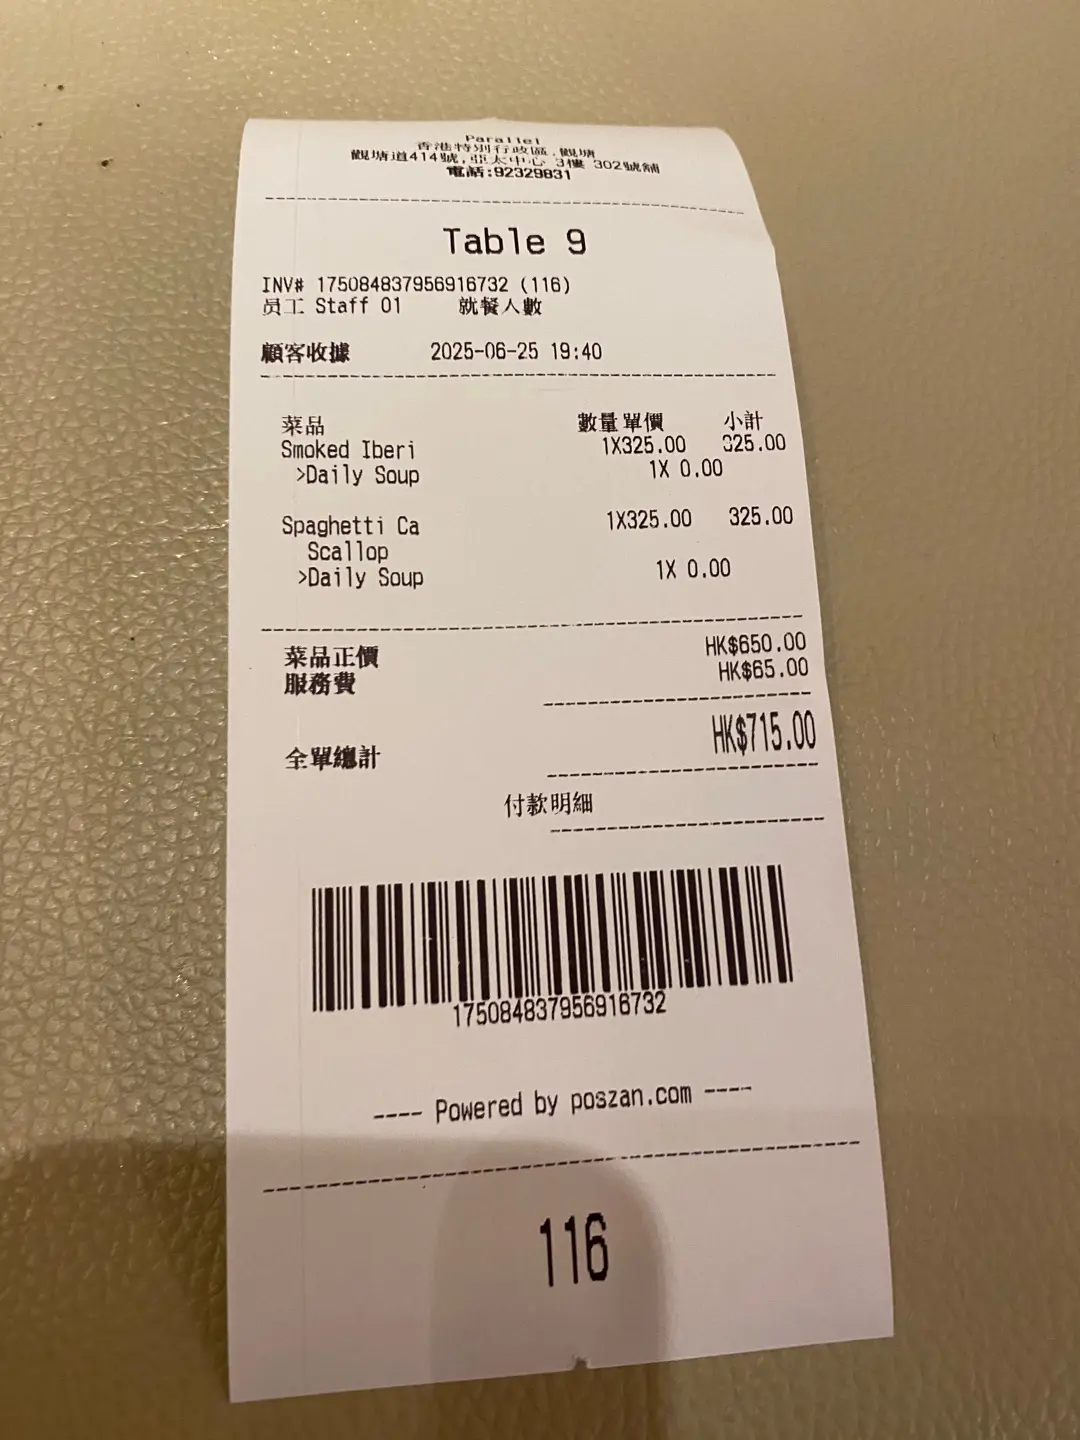 Parallel
香港特別行政區,觀塘
觀塘道414號,亞太中心 3樓 302號舖
電話:92329831
Table 9
INV# 175084837956916732 (116)
员工 Staff 01 就餐人數
顧客收據 2025-06-25 19:40
菜品 數量 單價 小計
Smoked Iberi 1X325.00 325.00
>Daily Soup 1X 0.00
Spaghetti Ca 1X325.00 325.00
Scallop
>Daily Soup 1X 0.00
菜品正價 HK$650.00
服務費 HK$65.00
全單總計 HK$715.00
付款明細
175084837956916732
---- Powered by poszan.com ----
116